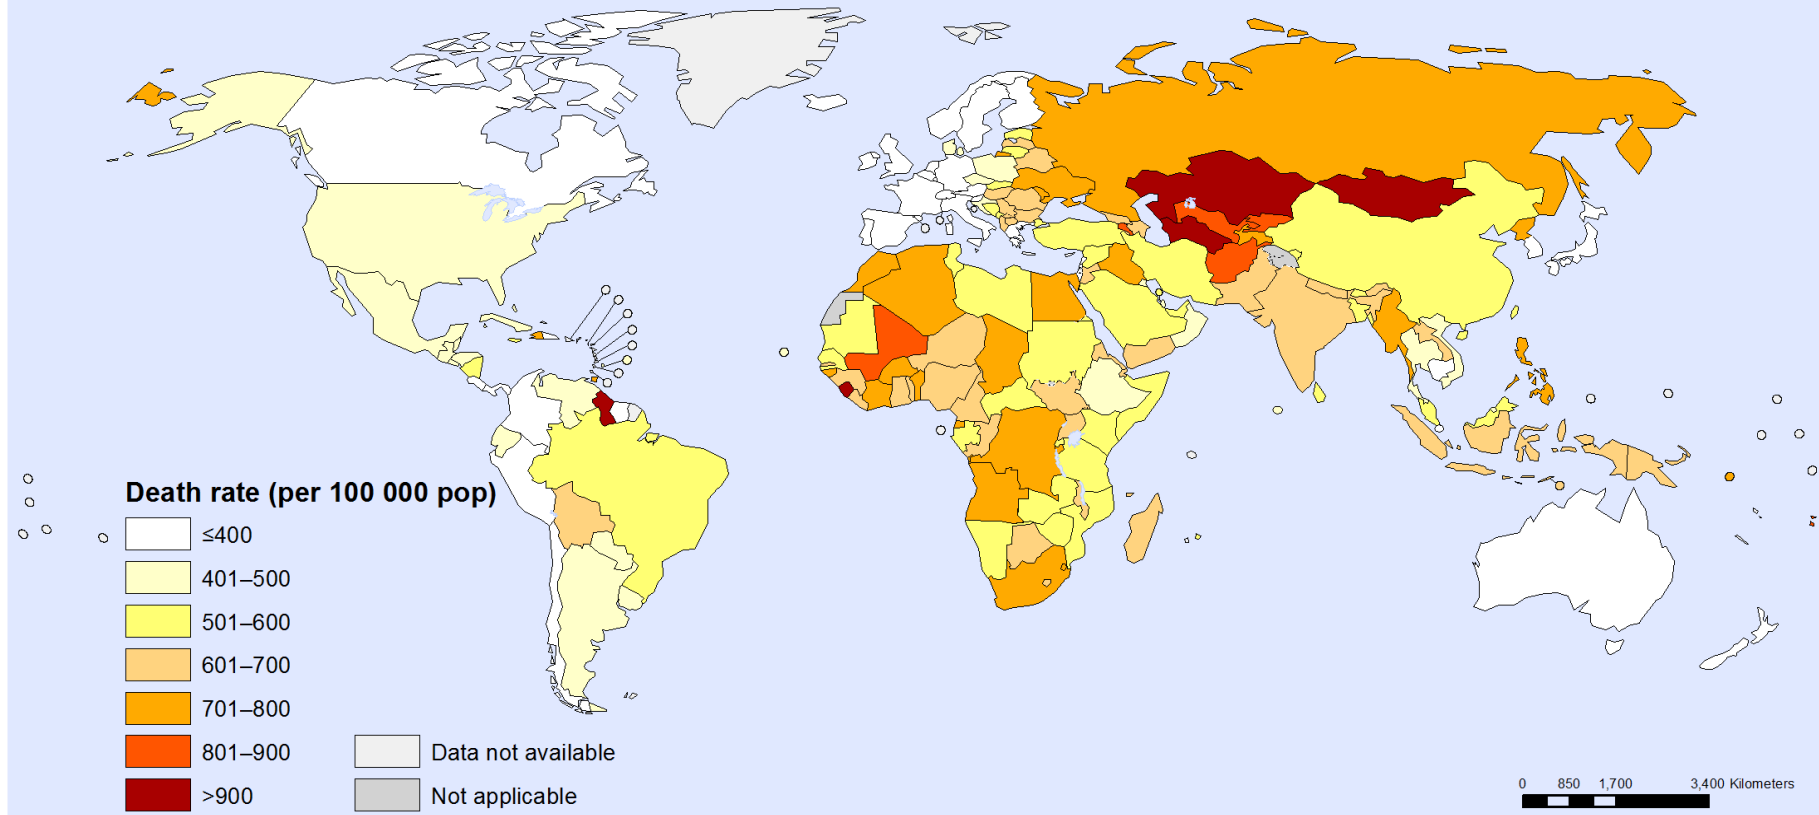 Death rate (per 100 000 pop)
≤400
401–500
501–600
601–700
701–800
801–900
>900
Data not available
Not applicable
0 850 1,700 3,400 Kilometers